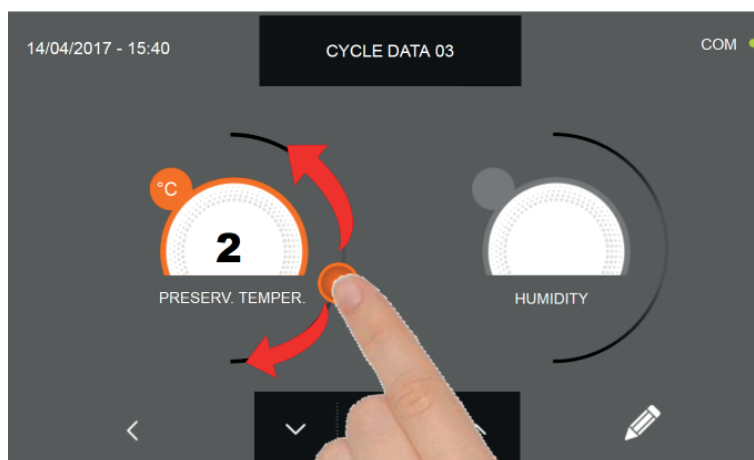 14/04/2017 - 15:40
CYCLE DATA 03
COM
°C
2
PRESERV. TEMPER.
HUMIDITY